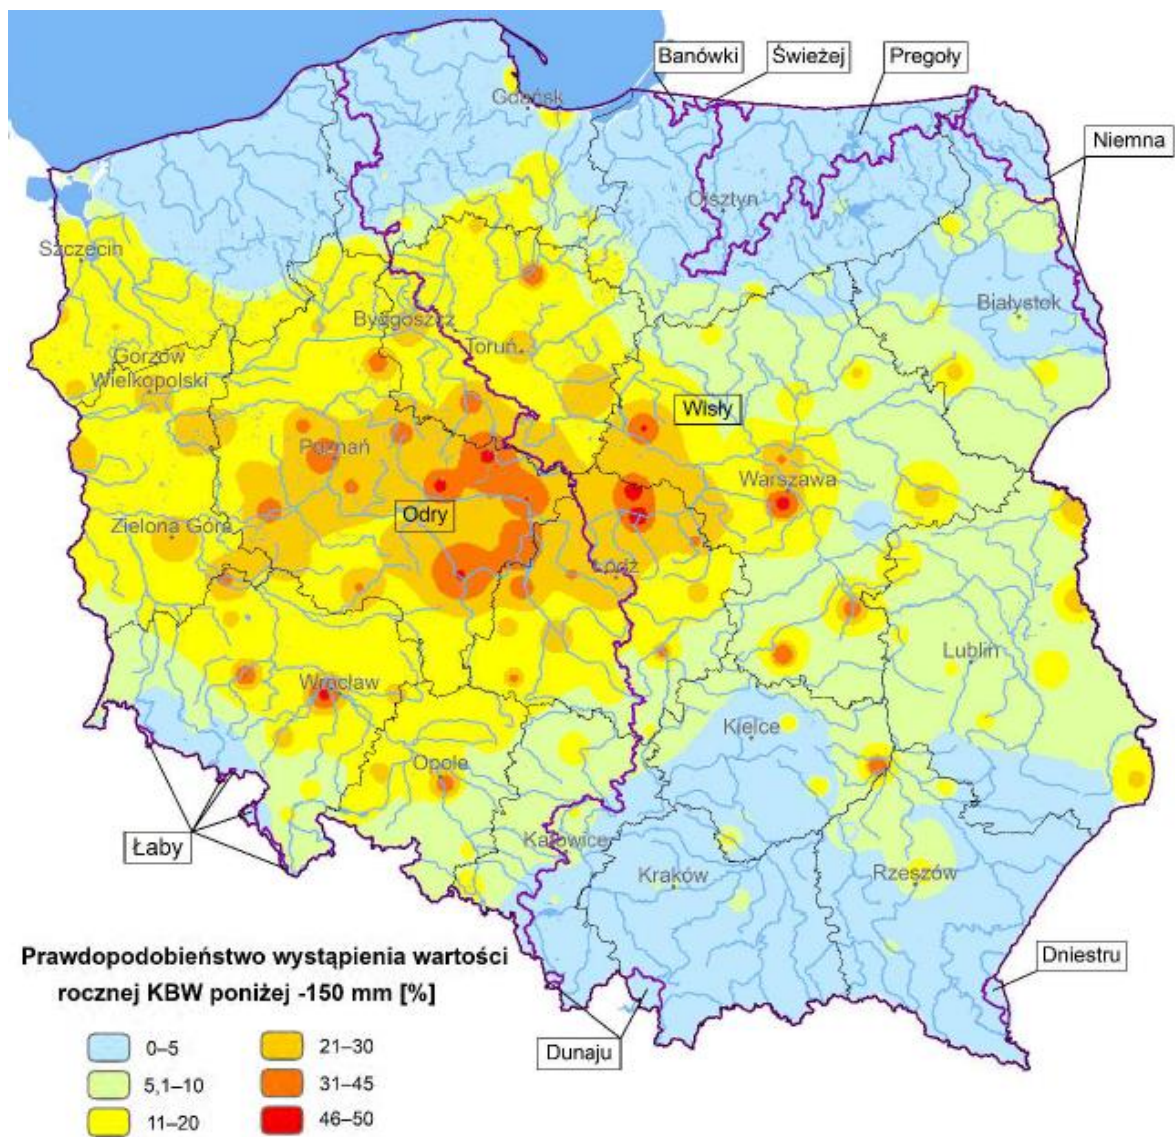 Banówki
Świeżej
Pregoły
Gdańsk
Niemna
Olsztyn
Szczecin
Białystok
Bydgoszcz
Toruń
Gorzów
Wielkopolski
Wisły
Poznań
Warszawa
Odry
Zielona Góra
Łódź
Lublin
Wrocław
Kielce
Opole
Łaby
Katowice
Kraków
Rzeszów
Prawdopodobieństwo wystąpienia wartości
rocznej KBW poniżej -150 mm [%]
Dniestru
Dunaju
0–5
21–30
5,1–10
31–45
11–20
46–50